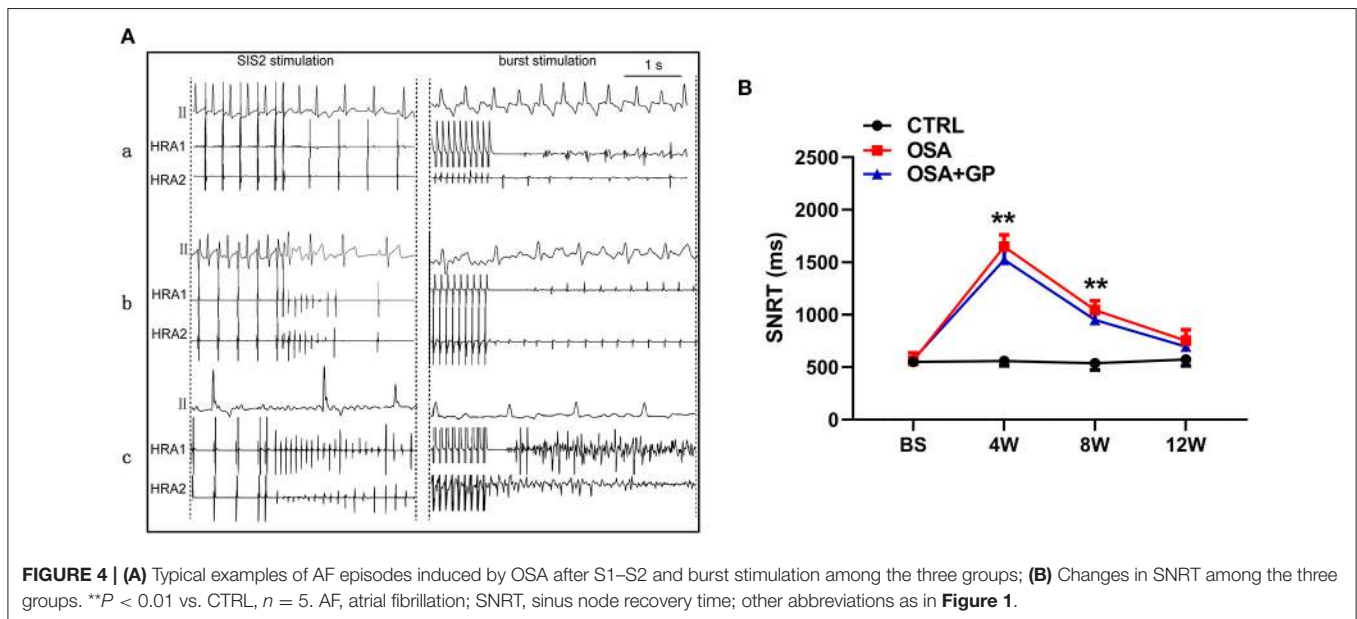 A
SIS2 stimulation
burst stimulation
1 s
II
a
HRA1
HRA2
II
b
HRA1
HRA2
II
c
HRA1
HRA2
B
CTRL
OSA
OSA+GP
2500
2000
1500
1000
500
0
SNRT (ms)
**
**
BS 4W 8W 12W
FIGURE 4 | (A) Typical examples of AF episodes induced by OSA after S1–S2 and burst stimulation among the three groups; (B) Changes in SNRT among the three
groups. **P < 0.01 vs. CTRL, n = 5. AF, atrial fibrillation; SNRT, sinus node recovery time; other abbreviations as in Figure 1.